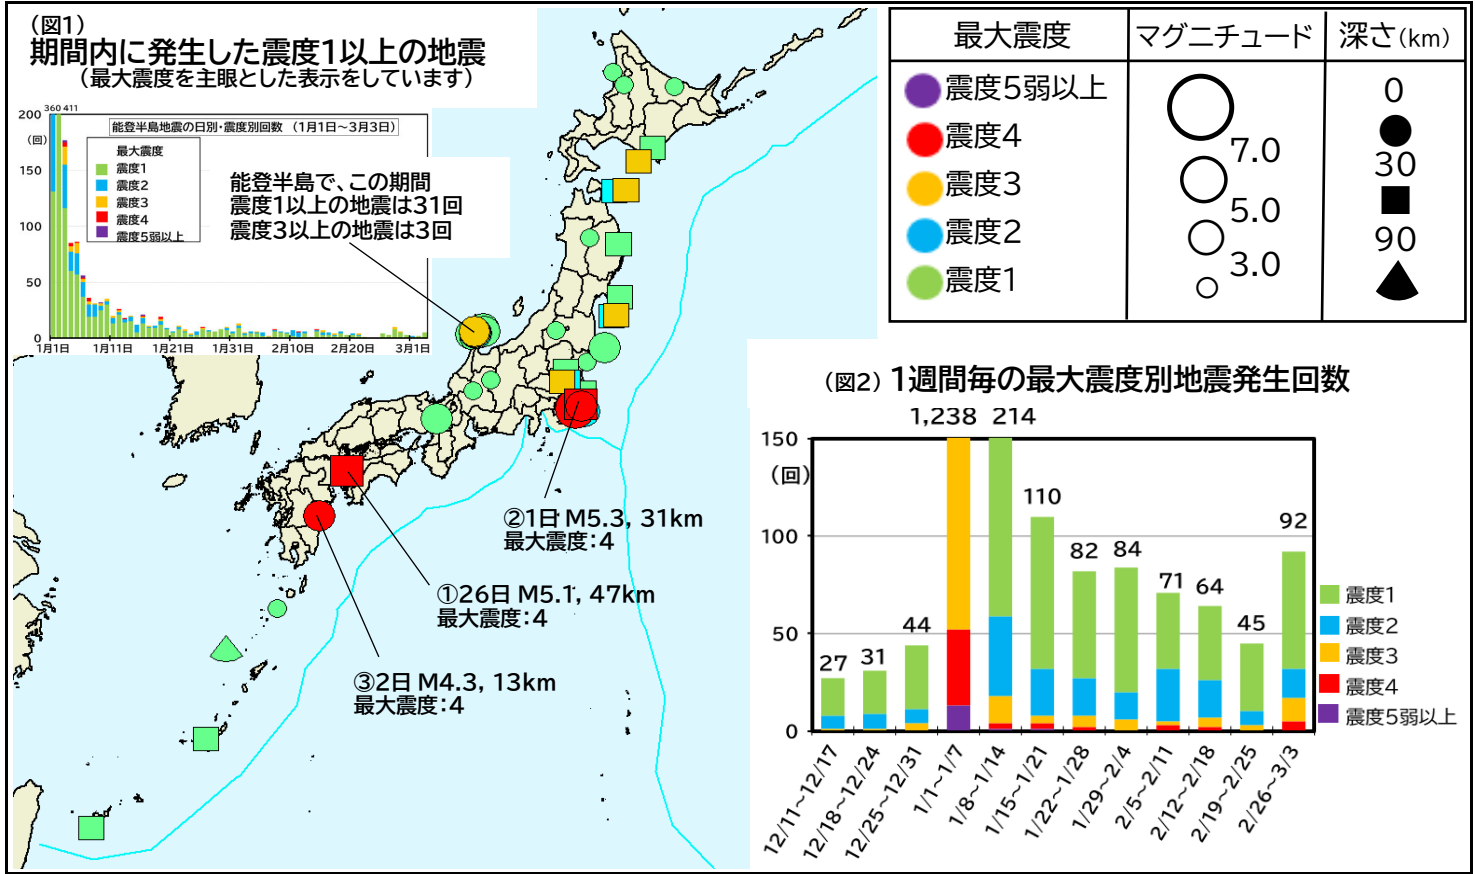 (図1)
期間内に発生した震度1以上の地震
(最大震度を主眼とした表示をしています)
360 411
200
(回)
150
100
50
0
能登半島地震の日別・震度別回数 (1月1日~3月3日)
最大震度
震度1
震度2
震度3
震度4
震度5弱以上
1月1日
1月11日
1月21日
1月31日
2月10日
2月20日
3月1日
能登半島で、この期間
震度1以上の地震は31回
震度3以上の地震は3回
②1日 M5.3, 31km
最大震度:4
①26日 M5.1, 47km
最大震度:4
③2日 M4.3, 13km
最大震度:4
最大震度
マグニチュード
深さ(km)
震度5弱以上
震度4
震度3
震度2
震度1
7.0
5.0
3.0
0
30
90
(図2) 1週間毎の最大震度別地震発生回数
150
(回)
100
50
0
27
31
44
1,238
214
110
82
84
71
64
45
92
12/11~12/17
12/18~12/24
12/25~12/31
1/1~1/7
1/8~1/14
1/15~1/21
1/22~1/28
1/29~2/4
2/5~2/11
2/12~2/18
2/19~2/25
2/26~3/3
震度1
震度2
震度3
震度4
震度5弱以上